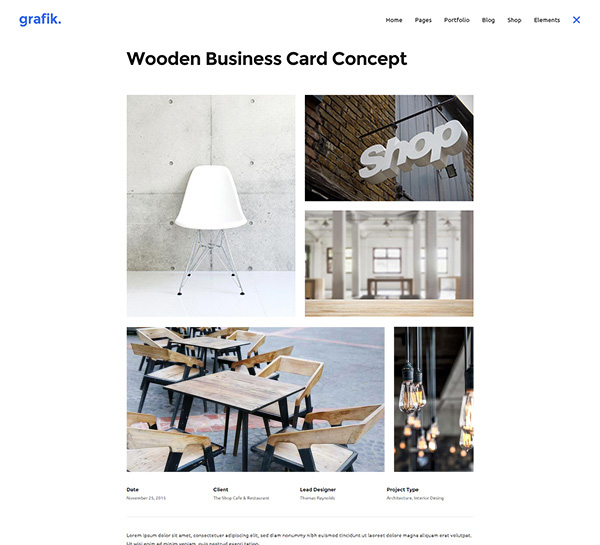 grafik.
Home Pages Portfolio Blog Shop Elements
Wooden Business Card Concept
shop
Date Client Lead Designer Project Type
November 25, 2015 The Shop Cafe & Restaurant Thomas Reynolds Architecture, Interior Desing
Lorem ipsum dolor sit amet, consectetuer adipiscing elit, sed diam nonummy nibh euismod tincidunt ut laoreet dolore magna aliquam erat volutpat.
Ut wisi enim ad minim veniam, quis nostrud exerci tation